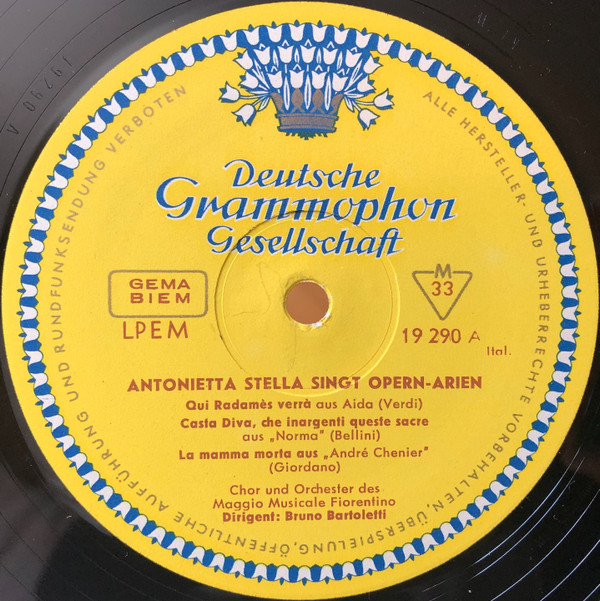 ALLE HERSTELLER- UND URHEBERRECHTE VORBEHALTEN, ÜBERSPIELUNG, ÖFFENTLICHE AUFFÜHRUNG UND RUNDFUNKSENDUNG VERBOTEN
Deutsche
Grammophon
Gesellschaft
GEMA
BIEM
LPEM
M
33
19 290 A
Ital.
ANTONIETTA STELLA SINGT OPERN-ARIEN
Qui Radamès verrà aus Aida (Verdi)
Casta Diva, che inargenti queste sacre
aus „Norma" (Bellini)
La mamma morta aus „André Chenier"
(Giordano)
Chor und Orchester des
Maggio Musicale Fiorentino
Dirigent: Bruno Bartoletti